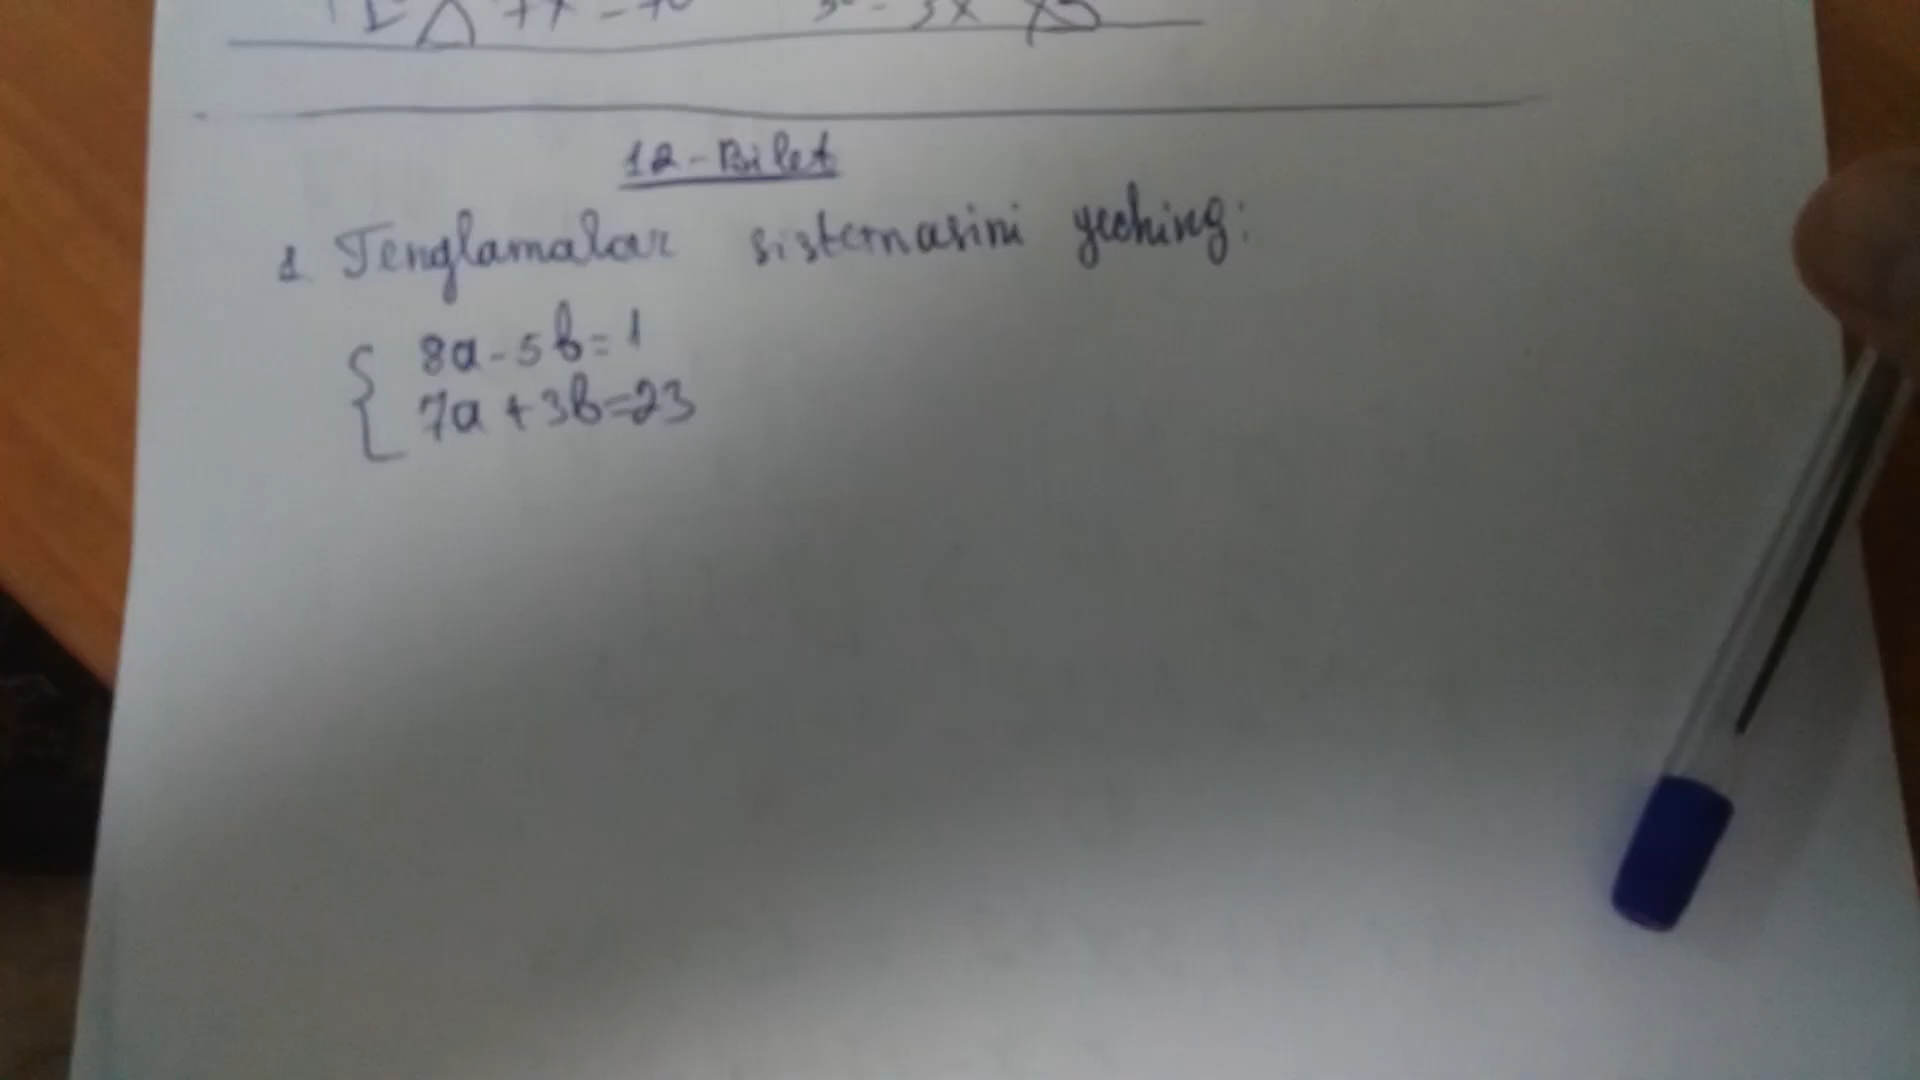 12-Bilet
1. Tenglamalar sistemasini yeching:
8a-5b=1
7a+3b=23